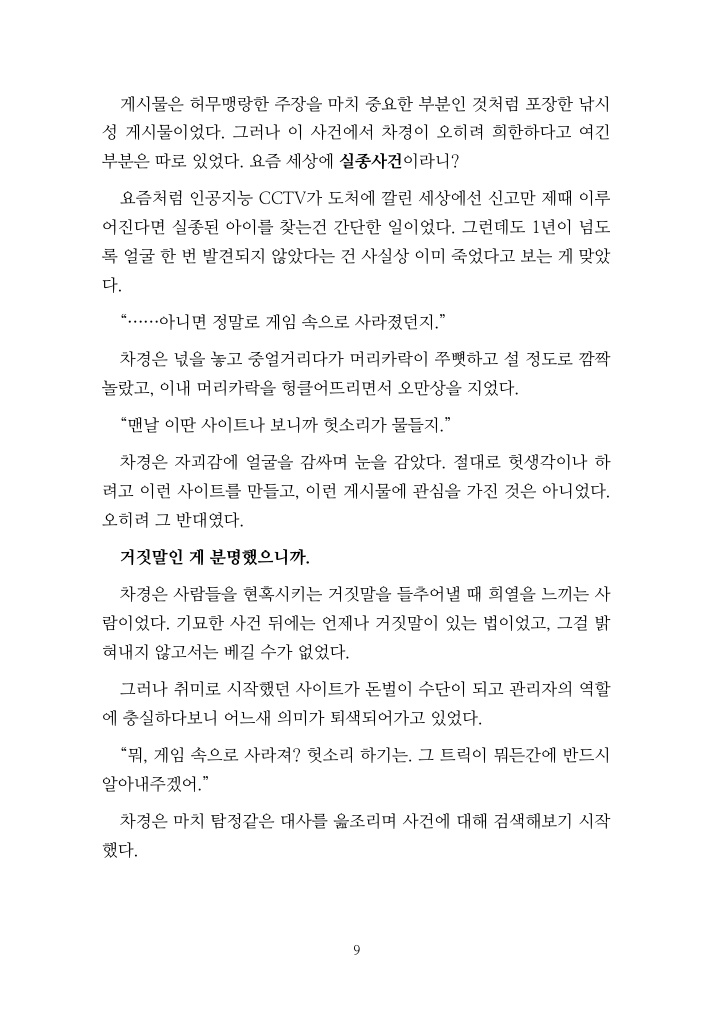 게시물은 허무맹랑한 주장을 마치 중요한 부분인 것처럼 포장한 낚시
성 게시물이었다. 그러나 이 사건에서 차경이 오히려 희한하다고 여긴
부분은 따로 있었다. 요즘 세상에 실종사건이라니?
요즘처럼 인공지능 CCTV가 도처에 깔린 세상에선 신고만 제때 이루
어진다면 실종된 아이를 찾는건 간단한 일이었다. 그런데도 1년이 넘도
록 얼굴 한 번 발견되지 않았다는 건 사실상 이미 죽었다고 보는 게 맞았
다.
“……아니면 정말로 게임 속으로 사라졌던지.”
차경은 넋을 놓고 중얼거리다가 머리카락이 쭈뼛하고 설 정도로 깜짝
놀랐고, 이내 머리카락을 헝클어뜨리면서 오만상을 지었다.
“맨날 이딴 사이트나 보니까 헛소리가 물들지.”
차경은 자괴감에 얼굴을 감싸며 눈을 감았다. 절대로 헛생각이나 하
려고 이런 사이트를 만들고, 이런 게시물에 관심을 가진 것은 아니었다.
오히려 그 반대였다.
거짓말인 게 분명했으니까.
차경은 사람들을 현혹시키는 거짓말을 들추어낼 때 희열을 느끼는 사
람이었다. 기묘한 사건 뒤에는 언제나 거짓말이 있는 법이었고, 그걸 밝
혀내지 않고서는 베길 수가 없었다.
그러나 취미로 시작했던 사이트가 돈벌이 수단이 되고 관리자의 역할
에 충실하다보니 어느새 의미가 퇴색되어가고 있었다.
“뭐, 게임 속으로 사라져? 헛소리 하기는. 그 트릭이 뭐든간에 반드시
알아내주겠어.”
차경은 마치 탐정같은 대사를 읊조리며 사건에 대해 검색해보기 시작
했다.
9